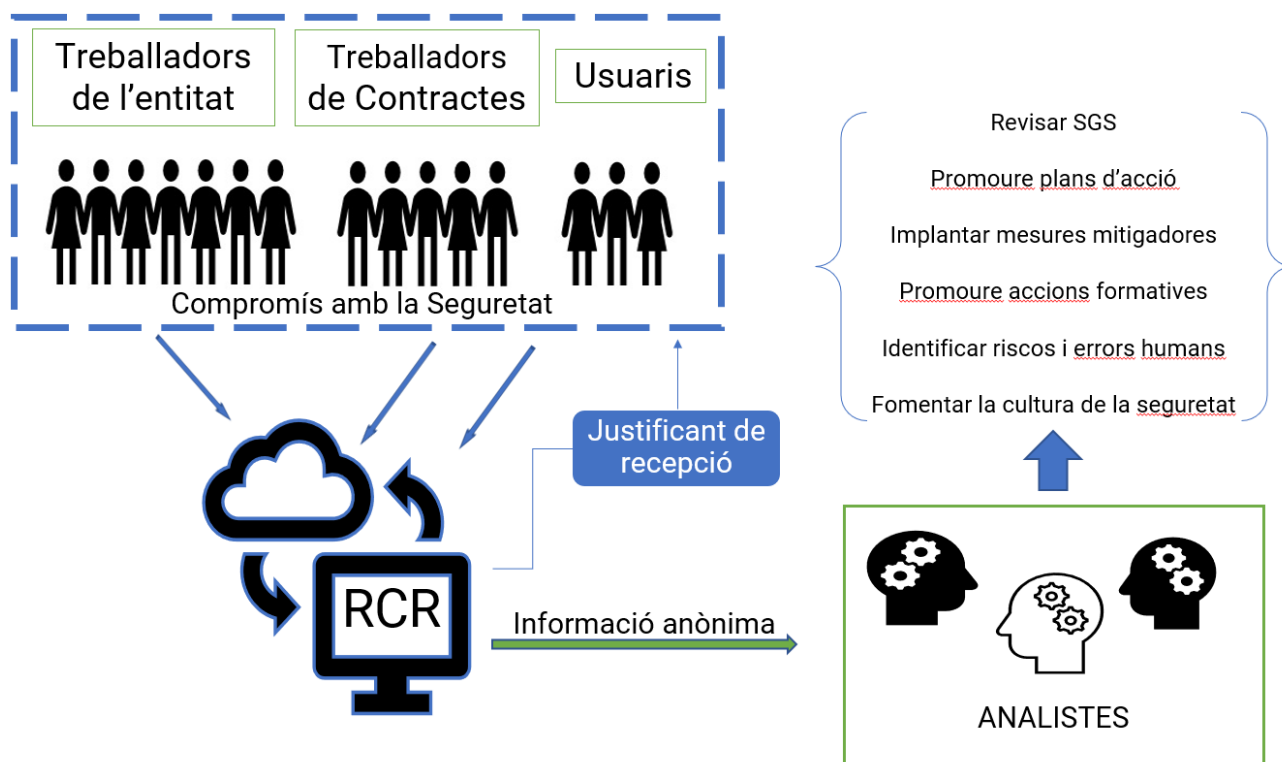 Treballadors
de l’entitat
Treballadors
de Contractes
Usuaris
Compromís amb la Seguretat
Justificant de
recepció
RCR
Informació anònima
ANALISTES
Revisar SGS
Promoure plans d’acció
Implantar mesures mitigadores
Promoure accions formatives
Identificar riscos i errors humans
Fomentar la cultura de la seguretat